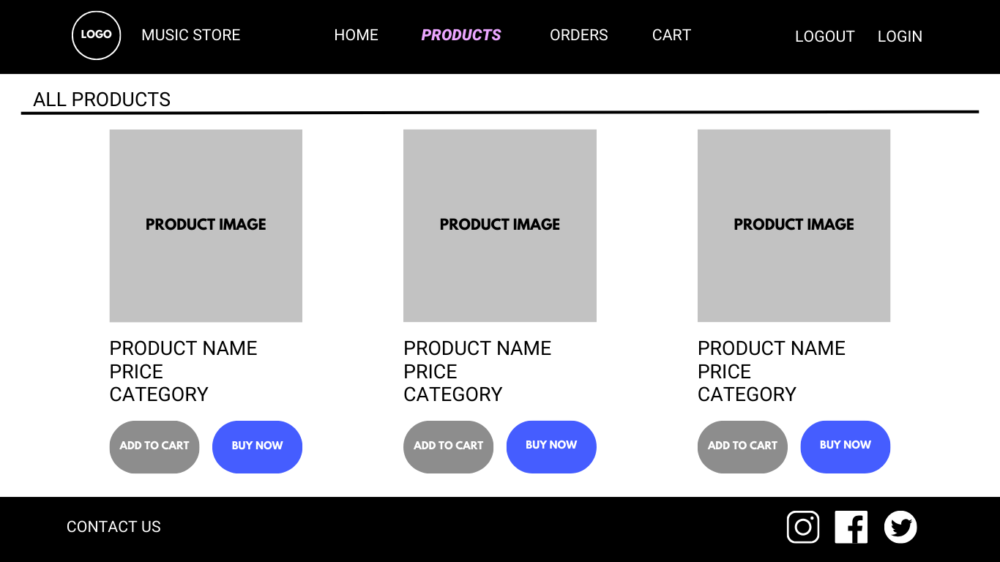 LOGO MUSIC STORE HOME PRODUCTS ORDERS CART LOGOUT LOGIN
ALL PRODUCTS
PRODUCT IMAGE PRODUCT IMAGE PRODUCT IMAGE
PRODUCT NAME PRODUCT NAME PRODUCT NAME
PRICE PRICE PRICE
CATEGORY CATEGORY CATEGORY
ADD TO CART BUY NOW ADD TO CART BUY NOW ADD TO CART BUY NOW
CONTACT US